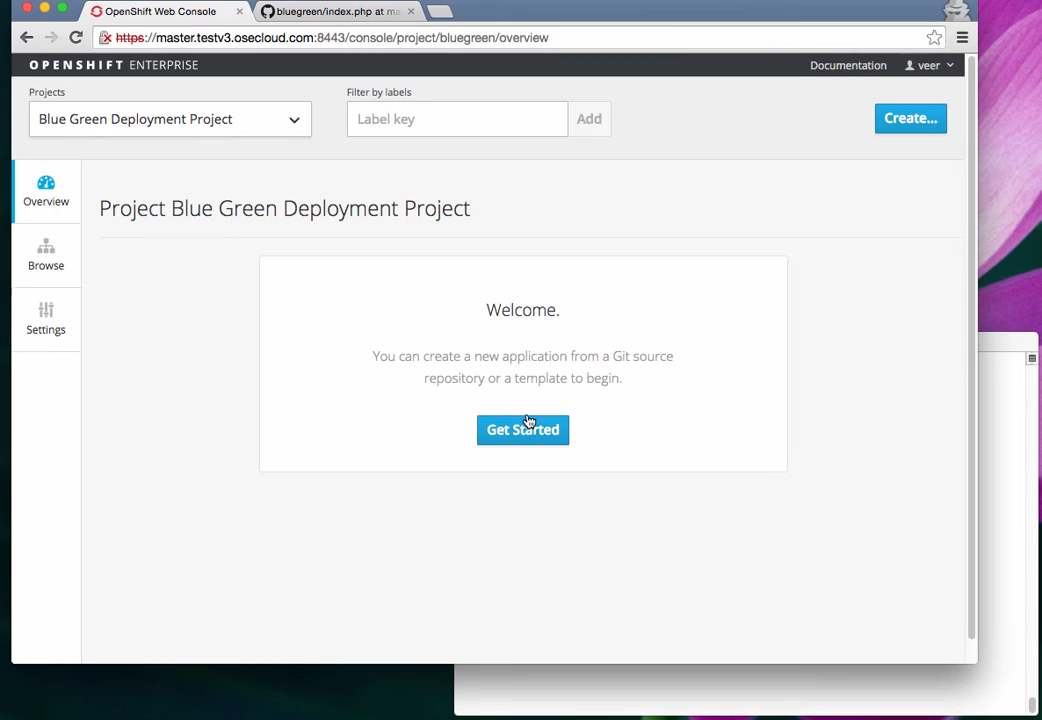 OpenShift Web Console
bluegreen/index.php at ma
https://master.testv3.osecloud.com:8443/console/project/bluegreen/overview
OPENSHIFT ENTERPRISE
Documentation
veer
Projects
Filter by labels
Blue Green Deployment Project
Label key
Add
Create...
Overview
Project Blue Green Deployment Project
Browse
Settings
Welcome.
You can create a new application from a Git source
repository or a template to begin.
Get Started